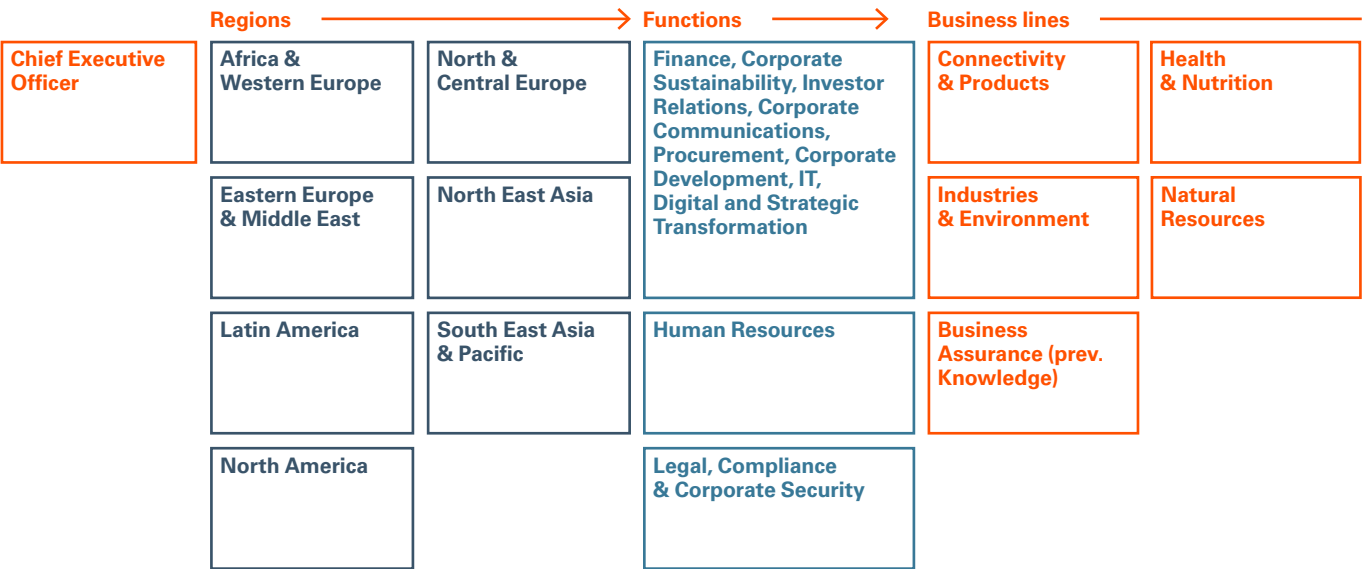 Regions
Functions
Business lines
Chief Executive
Officer
Africa &
Western Europe
North &
Central Europe
Finance, Corporate
Sustainability, Investor
Relations, Corporate
Communications,
Procurement, Corporate
Development, IT,
Digital and Strategic
Transformation
Connectivity
& Products
Health
& Nutrition
Eastern Europe
& Middle East
North East Asia
Industries
& Environment
Natural
Resources
Latin America
South East Asia
& Pacific
Human Resources
Business
Assurance (prev.
Knowledge)
North America
Legal, Compliance
& Corporate Security